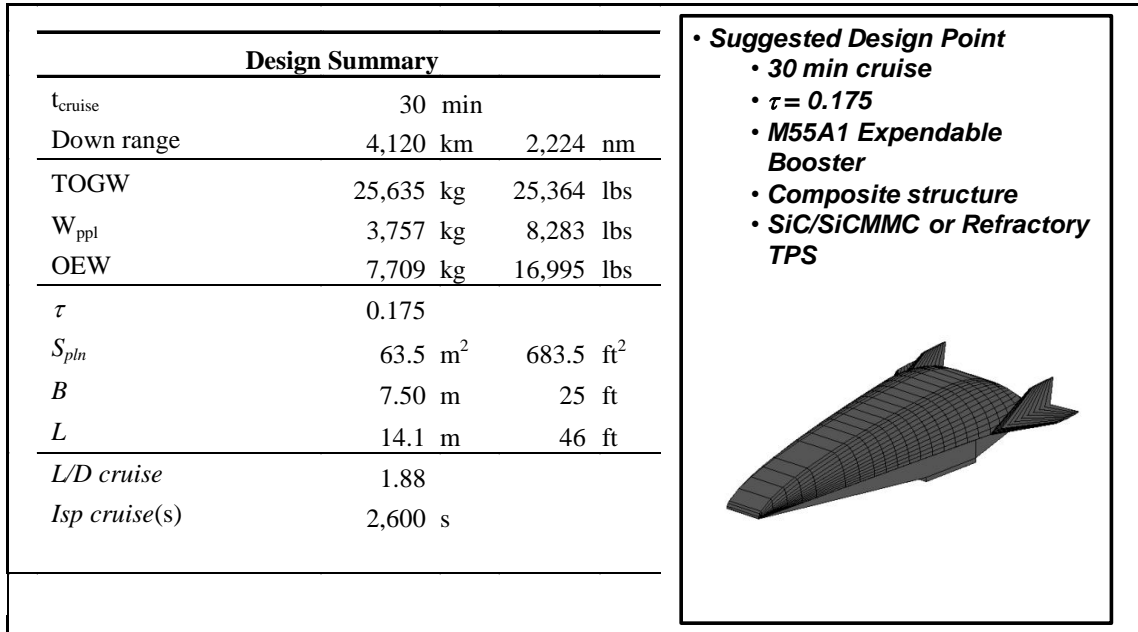 Design Summary
t_cruise 30 min
Down range 4,120 km 2,224 nm
TOGW 25,635 kg 25,364 lbs
W_ppl 3,757 kg 8,283 lbs
OEW 7,709 kg 16,995 lbs
τ 0.175
S_pln 63.5 m² 683.5 ft²
B 7.50 m 25 ft
L 14.1 m 46 ft
L/D cruise 1.88
Isp cruise(s) 2,600 s
• Suggested Design Point
• 30 min cruise
• τ = 0.175
• M55A1 Expendable
Booster
• Composite structure
• SiC/SiCMMC or Refractory
TPS